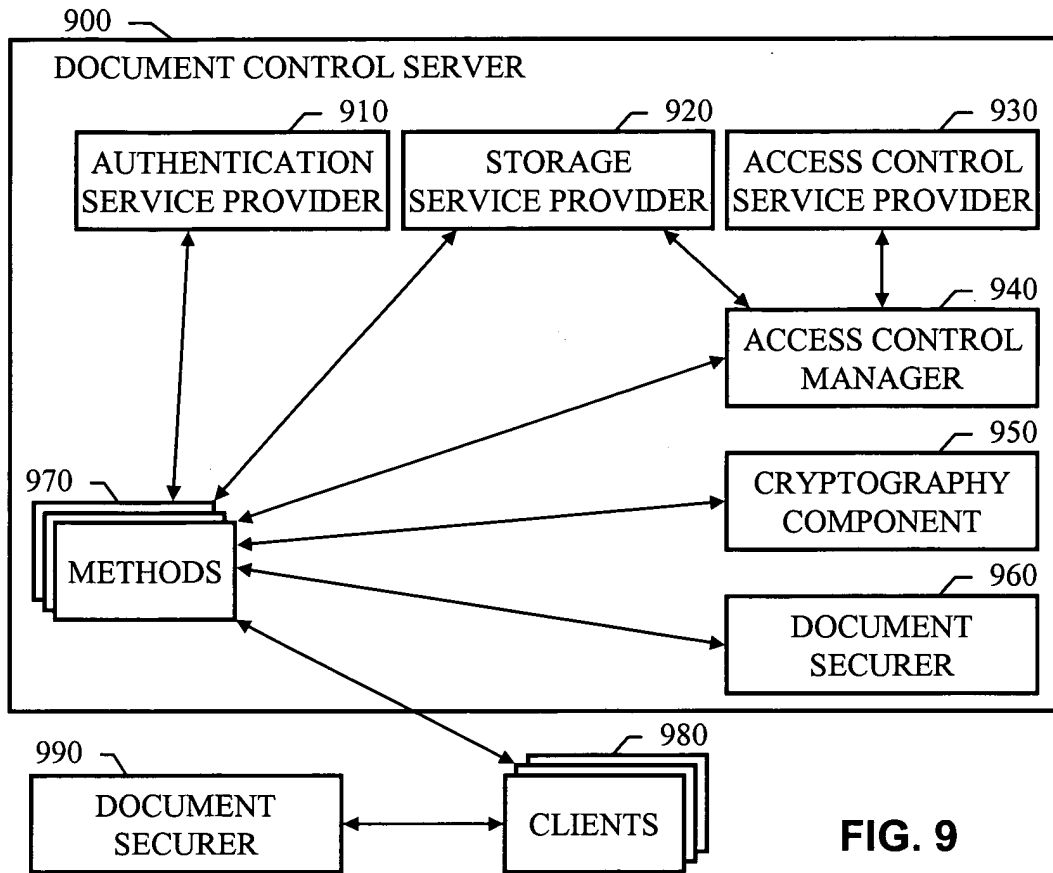 900
DOCUMENT CONTROL SERVER
910
920
930
AUTHENTICATION
SERVICE PROVIDER
STORAGE
SERVICE PROVIDER
ACCESS CONTROL
SERVICE PROVIDER
940
ACCESS CONTROL
MANAGER
950
CRYPTOGRAPHY
COMPONENT
970
METHODS
960
DOCUMENT
SECURER
990
DOCUMENT
SECURER
980
CLIENTS
FIG. 9